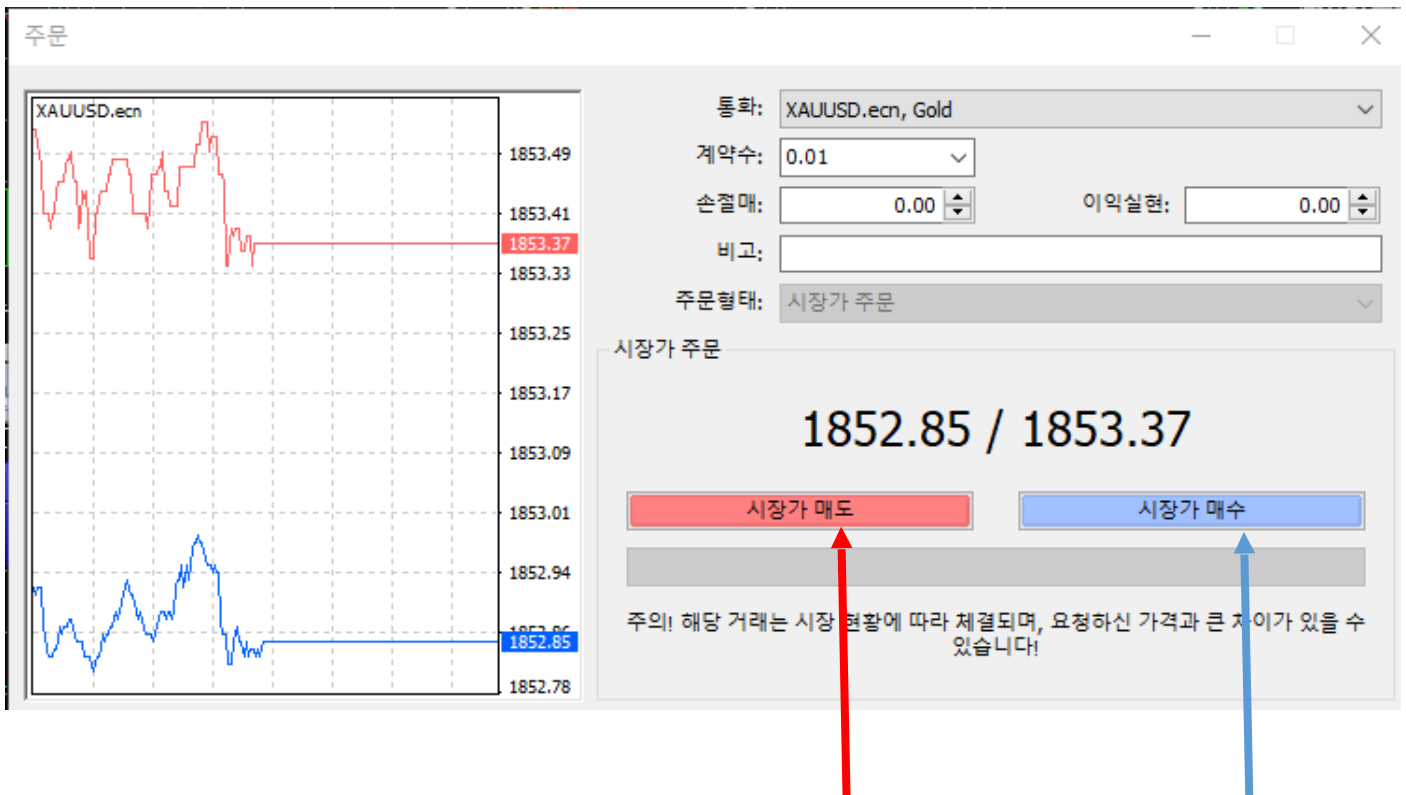 주문
XAUUSD.ecn
1853.49
1853.41
1853.37
1853.33
1853.25
1853.17
1853.09
1853.01
1852.94
1852.85
1852.78
통화: XAUUSD.ecn, Gold
계약수: 0.01
손절매: 0.00 이익실현: 0.00
비고:
주문형태: 시장가 주문
시장가 주문
1852.85 / 1853.37
시장가 매도 시장가 매수
주의! 해당 거래는 시장 현황에 따라 체결되며, 요청하신 가격과 큰 차이가 있을 수
있습니다!